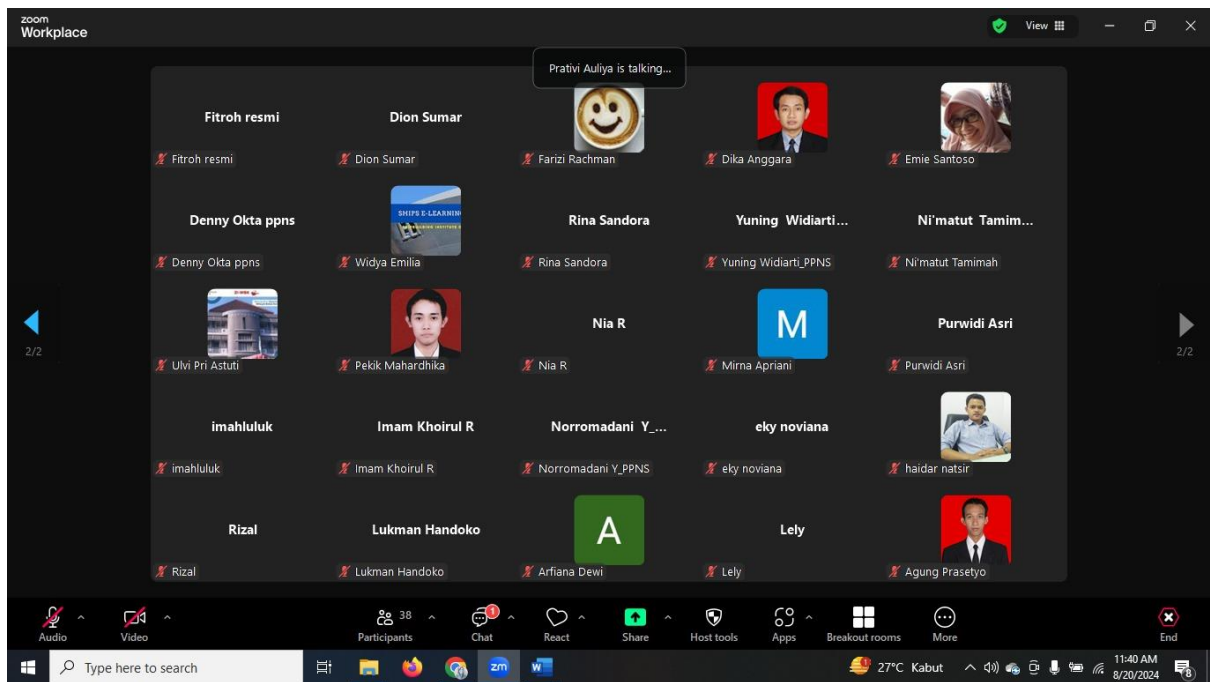 zoom
Workplace
View
Prativi Auliya is talking...
Fitroh resmi
Dion Sumar
Fitroh resmi
Dion Sumar
Farizi Rachman
Dika Anggara
Emie Santoso
Denny Okta ppns
SHIPS E-LEARNIN
Rina Sandora
Yuning Widiarti...
Ni'matut Tamim...
Denny Okta ppns
Widya Emilia
Rina Sandora
Yuning Widiarti_PPNS
Ni'matut Tamimah
Nia R
M
Purwidi Asri
2/2
2/2
Ulvi Pri Astuti
Pekik Mahardhika
Nia R
Mirna Apriani
Purwidi Asri
imahluluk
Imam Khoirul R
Norromadani Y_...
eky noviana
imahluluk
Imam Khoirul R
Norromadani Y_PPNS
eky noviana
haidar natsir
Rizal
Lukman Handoko
A
Lely
Rizal
Lukman Handoko
Arfiana Dewi
Lely
Agung Prasetyo
38
1
Audio
Video
Participants
Chat
React
Share
Host tools
Apps
Breakout rooms
More
End
Type here to search
zm
W
27°C Kabut
11:40 AM
8/20/2024
8